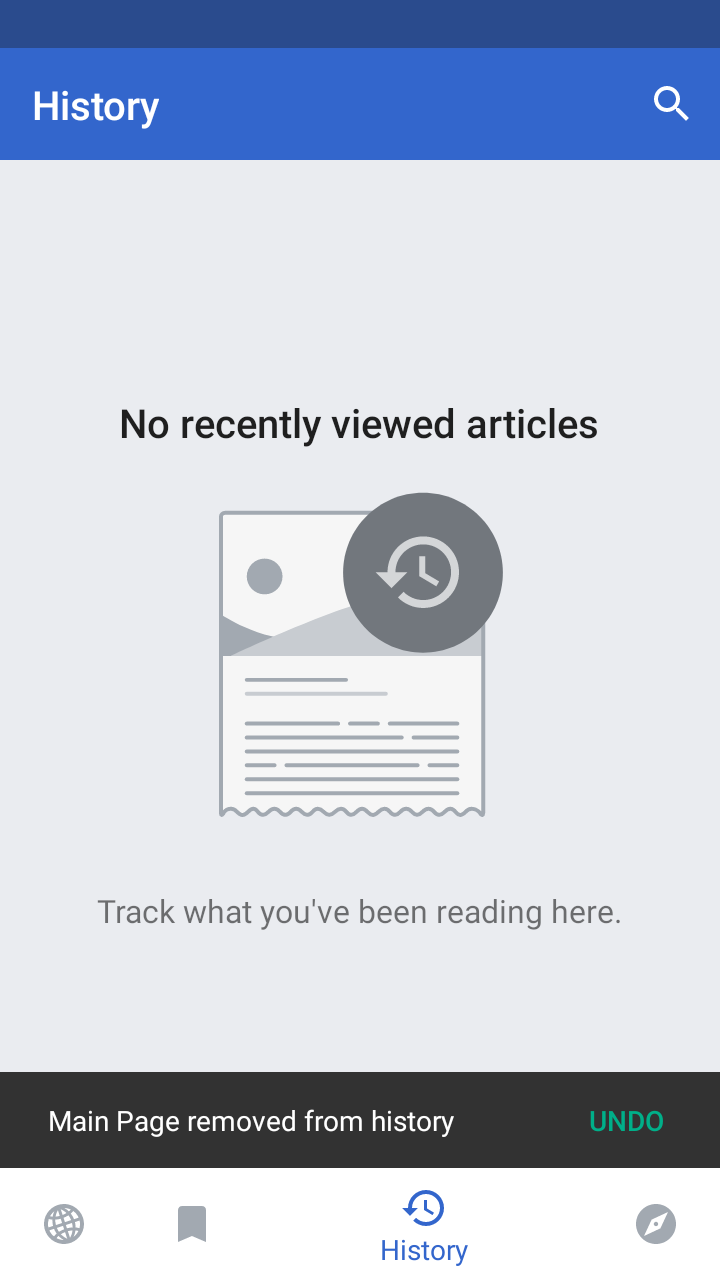 History
No recently viewed articles
Track what you've been reading here.
Main Page removed from history UNDO
History